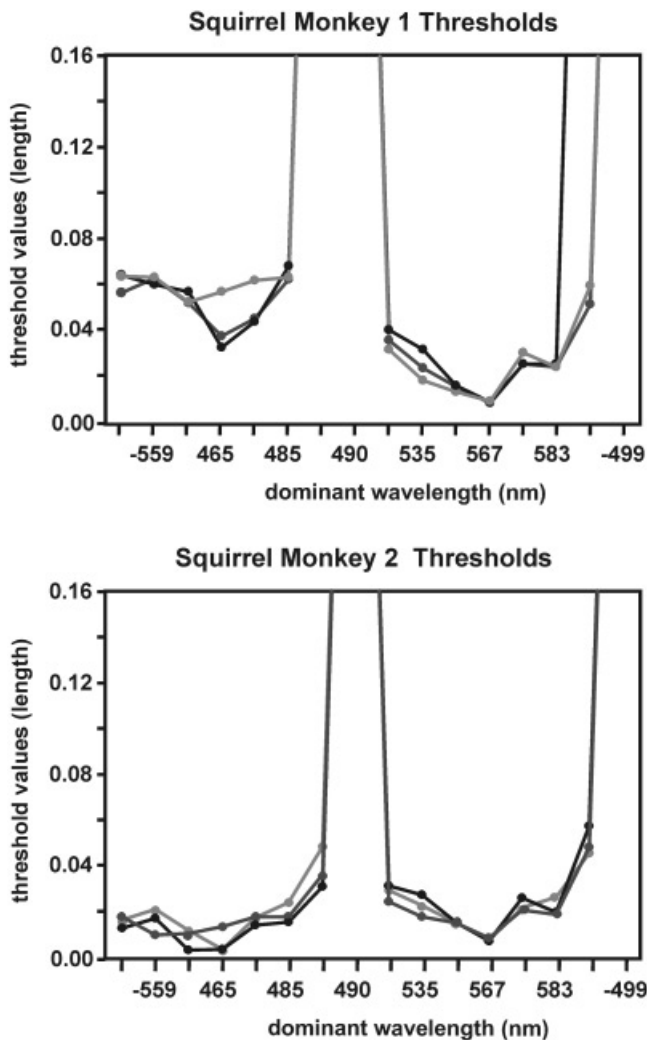 Squirrel Monkey 1 Thresholds
threshold values (length)
0.16
0.12
0.08
0.04
0.00
-559 465 485 490 535 567 583 -499
dominant wavelength (nm)
Squirrel Monkey 2 Thresholds
threshold values (length)
0.16
0.12
0.08
0.04
0.00
-559 465 485 490 535 567 583 -499
dominant wavelength (nm)